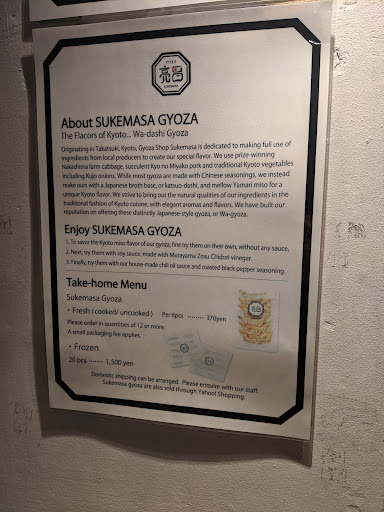 亮昌
SUKEMASA
About SUKEMASA GYOZA
The Flacors of Kyoto... Wa-dashi Gyoza
Originating in Takatsuki, Kyoto, Gyoza Shop Sukemasa is dedicated to making full use of
ingredients from local producers to create our special flavor. We use prize-winning
Nakashima farm cabbage, succulent Kyo no Miyako pork and traditional Kyoto vegetables
including Kujo onions. While most gyoza are made with Chinese seasonings, we instead
make ours with a Japanese broth base, or katsuo-dashi, and mellow Yamari miso for a
unique Kyoto flavor. We strive to bring out the natural qualities of our ingredients in the
traditional fashion of Kyoto cuisine, with elegant aromas and flavors. We have built our
reputation on offering these distinctly Japanese-style gyoza, or Wa-gyoza.
Enjoy SUKEMASA GYOZA
1. To savor the Kyoto miso flavor of our gyoza, first try them on their own, without any sauce.
2. Next, try them with soy sauce, made with Murayama Zosu Chidori vinegar.
3. Finally, try them with our house-made chili oil sauce and roasted black pepper seasoning.
Take-home Menu
Sukemasa Gyoza
・Fresh ( cooked/ uncooked ) Per 6pcs ········ 370yen
Please order in quantities of 12 or more
A small packaging fee applies.
・Frozen
20 pcs ······· 1,500 yen
Domestic shipping can be arranged. Please enquire with our staff.
Sukemasa gyoza are also sold through Yahoo! Shopping.